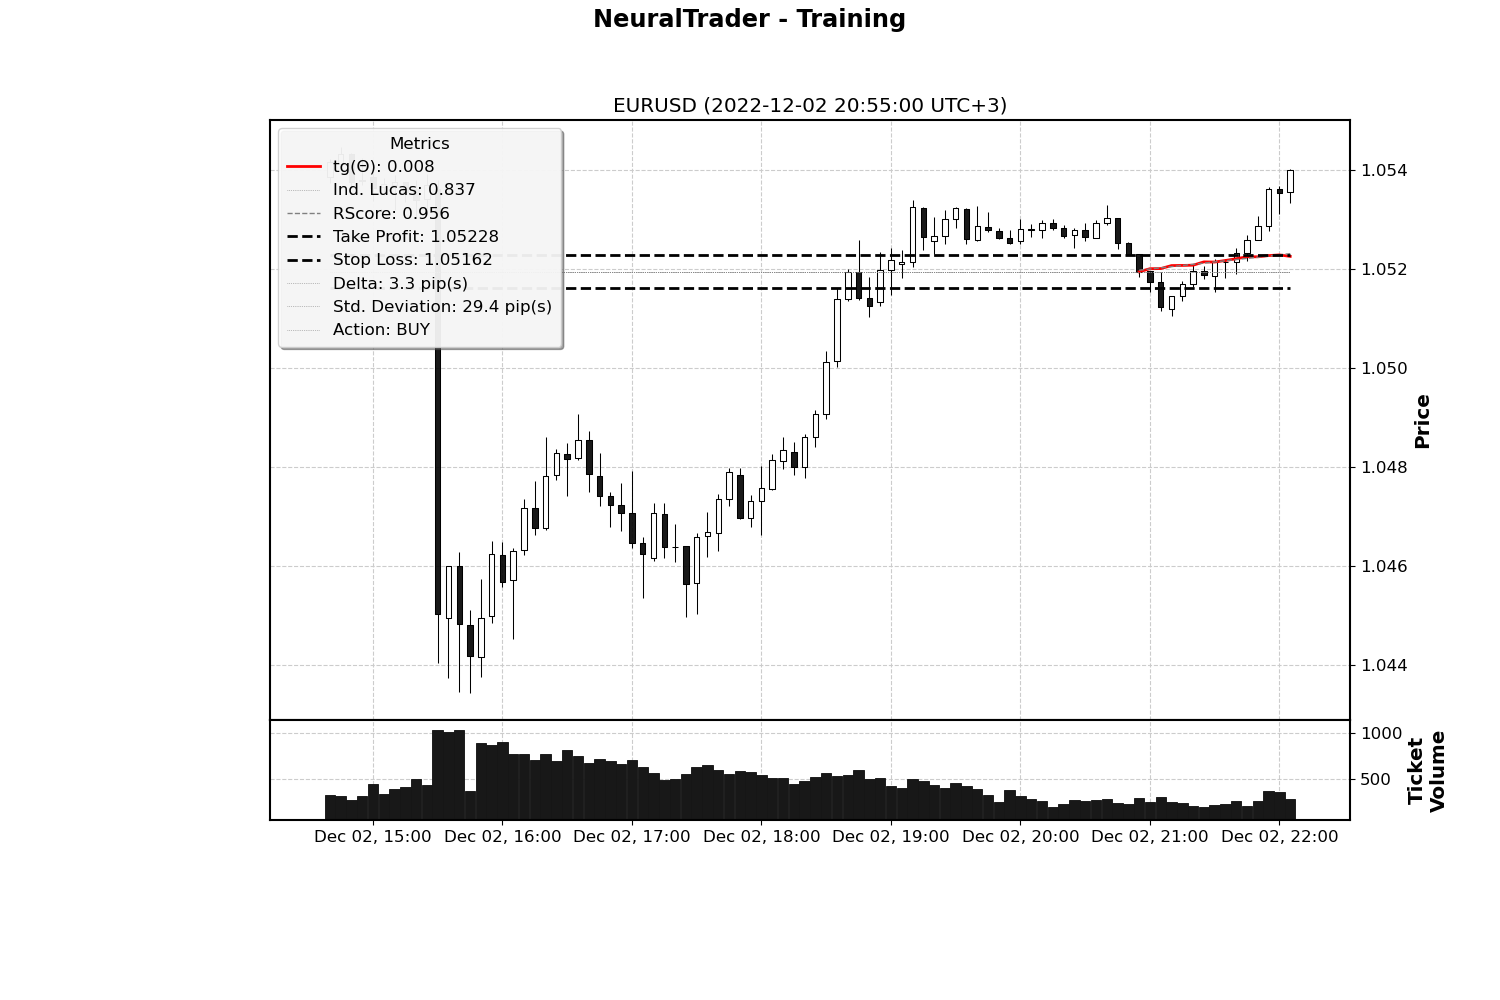 NeuralTrader - Training
EURUSD (2022-12-02 20:55:00 UTC+3)
Metrics
tg(Θ): 0.008
Ind. Lucas: 0.837
RScore: 0.956
Take Profit: 1.05228
Stop Loss: 1.05162
Delta: 3.3 pip(s)
Std. Deviation: 29.4 pip(s)
Action: BUY
1.054
1.052
1.050
1.048
1.046
1.044
Price
1000
500
Ticket
Volume
Dec 02, 15:00
Dec 02, 16:00
Dec 02, 17:00
Dec 02, 18:00
Dec 02, 19:00
Dec 02, 20:00
Dec 02, 21:00
Dec 02, 22:00